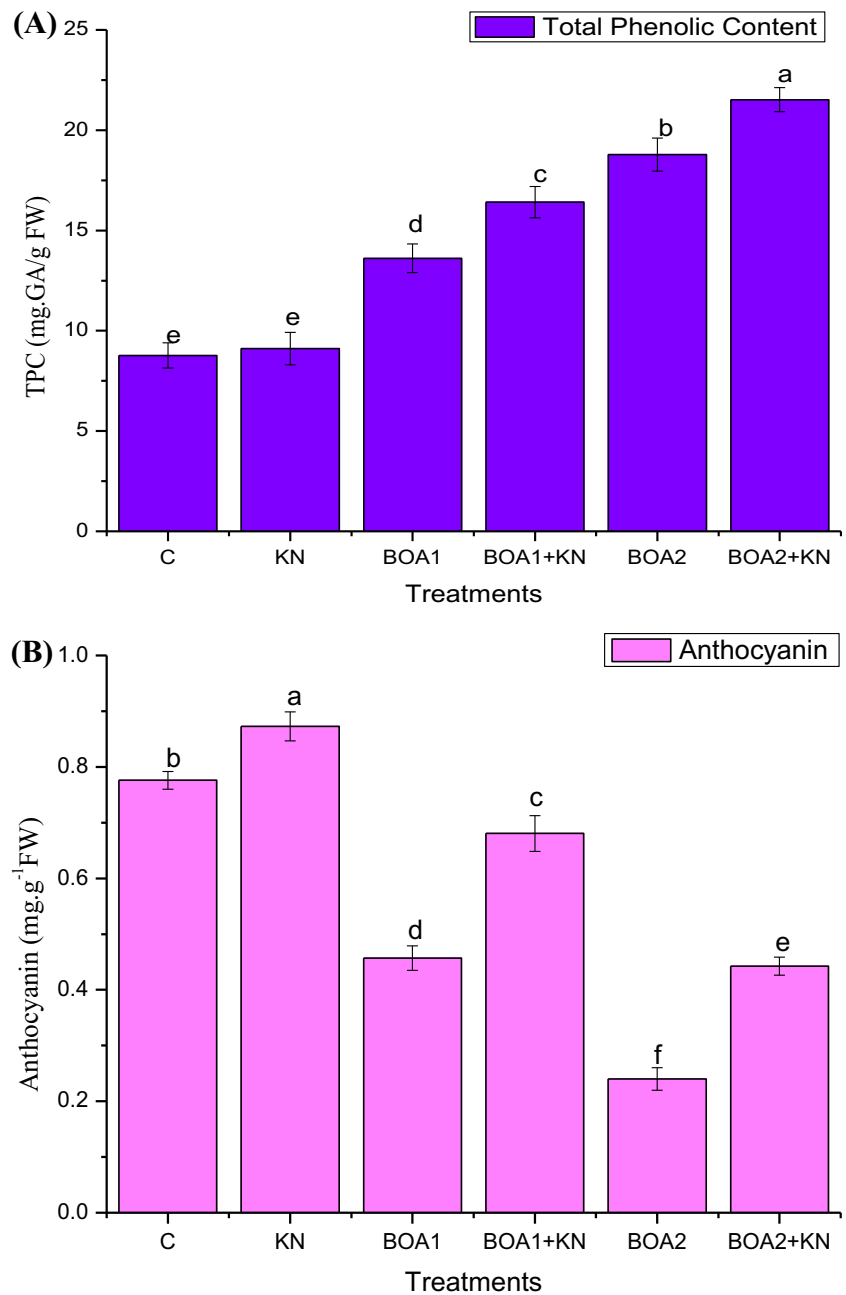 (A)
Total Phenolic Content
25
20
15
10
5
0
TPC (mg.GA/g FW)
e
e
d
c
b
a
C KN BOA1 BOA1+KN BOA2 BOA2+KN
Treatments
(B)
Anthocyanin
1.0
0.8
0.6
0.4
0.2
0.0
Anthocyanin (mg.g⁻¹FW)
b
a
d
c
f
e
C KN BOA1 BOA1+KN BOA2 BOA2+KN
Treatments